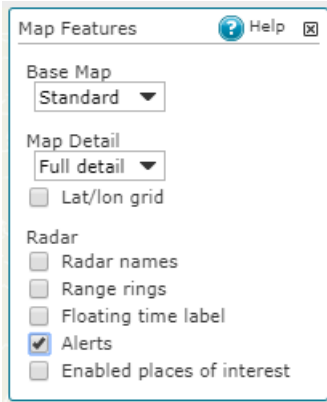 Map Features ? Help x
Base Map
Standard
Map Detail
Full detail
Lat/lon grid
Radar
Radar names
Range rings
Floating time label
Alerts
Enabled places of interest